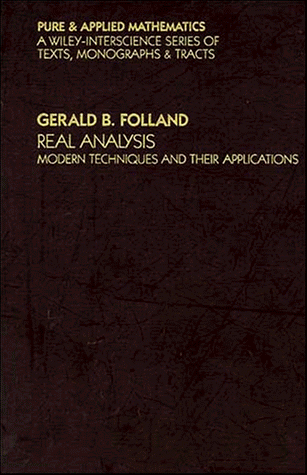 PURE & APPLIED MATHEMATICS
A WILEY-INTERSCIENCE SERIES OF
TEXTS, MONOGRAPHS & TRACTS
GERALD B. FOLLAND
REAL ANALYSIS
MODERN TECHNIQUES AND THEIR APPLICATIONS